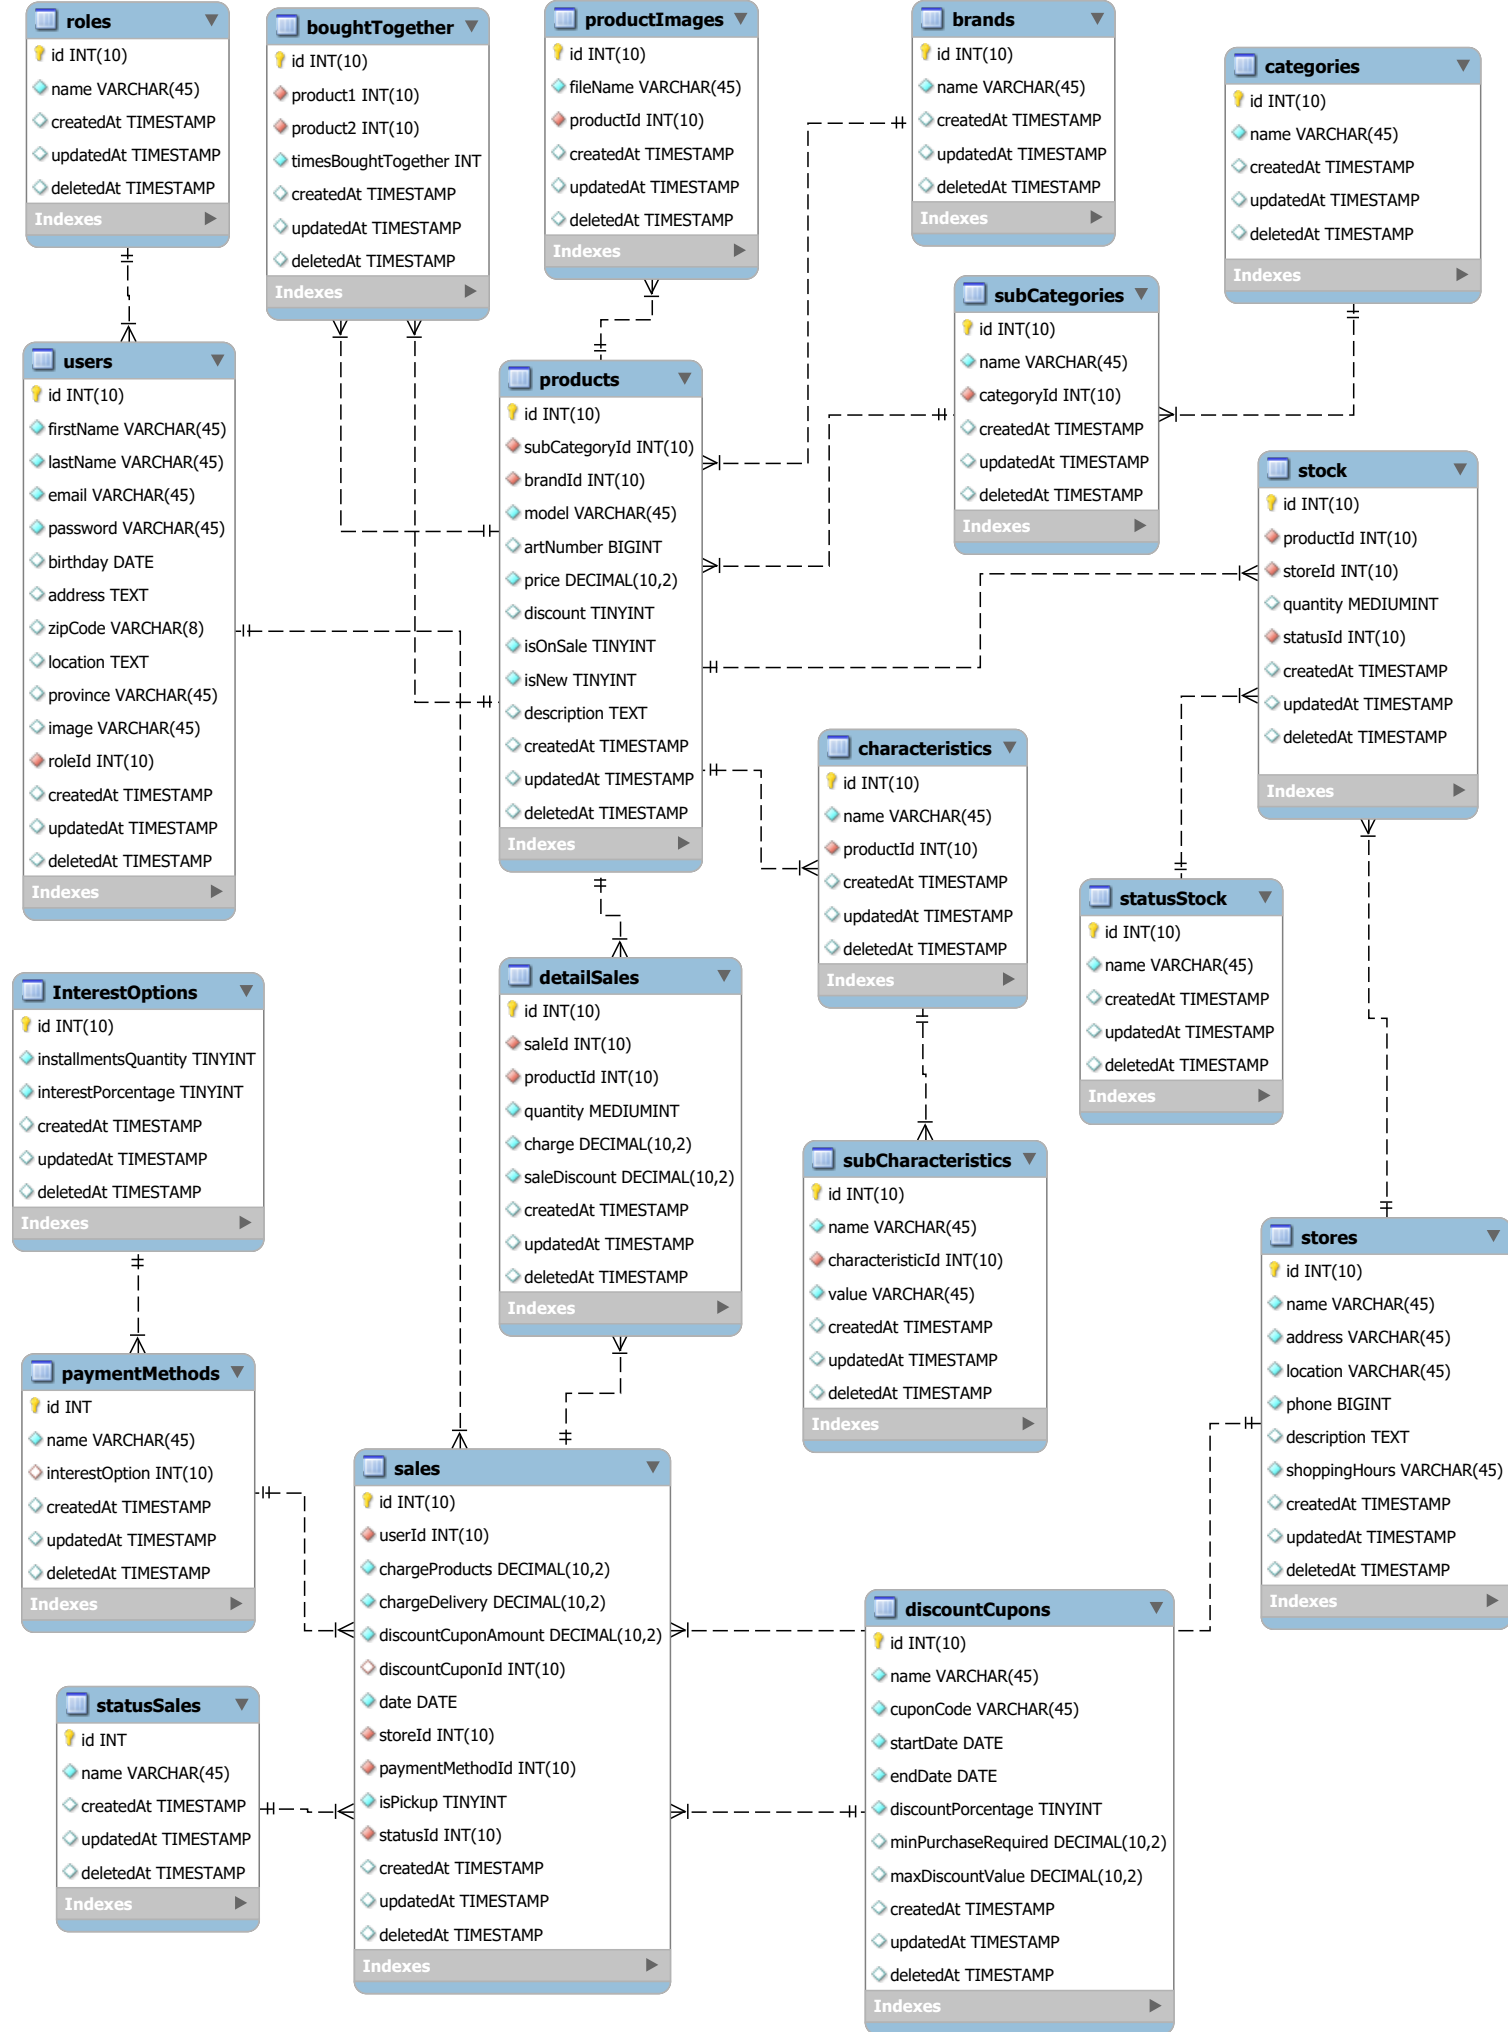 roles
id INT(10)
name VARCHAR(45)
createdAt TIMESTAMP
updatedAt TIMESTAMP
deletedAt TIMESTAMP
Indexes
boughtTogether
id INT(10)
product1 INT(10)
product2 INT(10)
timesBoughtTogether INT
createdAt TIMESTAMP
updatedAt TIMESTAMP
deletedAt TIMESTAMP
Indexes
productImages
id INT(10)
fileName VARCHAR(45)
productId INT(10)
createdAt TIMESTAMP
updatedAt TIMESTAMP
deletedAt TIMESTAMP
Indexes
brands
id INT(10)
name VARCHAR(45)
createdAt TIMESTAMP
updatedAt TIMESTAMP
deletedAt TIMESTAMP
Indexes
categories
id INT(10)
name VARCHAR(45)
createdAt TIMESTAMP
updatedAt TIMESTAMP
deletedAt TIMESTAMP
Indexes
subCategories
id INT(10)
name VARCHAR(45)
categoryId INT(10)
createdAt TIMESTAMP
updatedAt TIMESTAMP
deletedAt TIMESTAMP
Indexes
users
id INT(10)
firstName VARCHAR(45)
lastName VARCHAR(45)
email VARCHAR(45)
password VARCHAR(45)
birthday DATE
address TEXT
zipCode VARCHAR(8)
location TEXT
province VARCHAR(45)
image VARCHAR(45)
roleId INT(10)
createdAt TIMESTAMP
updatedAt TIMESTAMP
deletedAt TIMESTAMP
Indexes
products
id INT(10)
subCategoryId INT(10)
brandId INT(10)
model VARCHAR(45)
artNumber BIGINT
price DECIMAL(10,2)
discount TINYINT
isOnSale TINYINT
isNew TINYINT
description TEXT
createdAt TIMESTAMP
updatedAt TIMESTAMP
deletedAt TIMESTAMP
Indexes
stock
id INT(10)
productId INT(10)
storeId INT(10)
quantity MEDIUMINT
statusId INT(10)
createdAt TIMESTAMP
updatedAt TIMESTAMP
deletedAt TIMESTAMP
Indexes
characteristics
id INT(10)
name VARCHAR(45)
productId INT(10)
createdAt TIMESTAMP
updatedAt TIMESTAMP
deletedAt TIMESTAMP
Indexes
statusStock
id INT(10)
name VARCHAR(45)
createdAt TIMESTAMP
updatedAt TIMESTAMP
deletedAt TIMESTAMP
Indexes
InterestOptions
id INT(10)
installmentsQuantity TINYINT
interestPorcentage TINYINT
createdAt TIMESTAMP
updatedAt TIMESTAMP
deletedAt TIMESTAMP
Indexes
detailSales
id INT(10)
saleId INT(10)
productId INT(10)
quantity MEDIUMINT
charge DECIMAL(10,2)
saleDiscount DECIMAL(10,2)
createdAt TIMESTAMP
updatedAt TIMESTAMP
deletedAt TIMESTAMP
Indexes
subCharacteristics
id INT(10)
name VARCHAR(45)
characteristicId INT(10)
value VARCHAR(45)
createdAt TIMESTAMP
updatedAt TIMESTAMP
deletedAt TIMESTAMP
Indexes
stores
id INT(10)
name VARCHAR(45)
address VARCHAR(45)
location VARCHAR(45)
phone BIGINT
description TEXT
shoppingHours VARCHAR(45)
createdAt TIMESTAMP
updatedAt TIMESTAMP
deletedAt TIMESTAMP
Indexes
paymentMethods
id INT
name VARCHAR(45)
interestOption INT(10)
createdAt TIMESTAMP
updatedAt TIMESTAMP
deletedAt TIMESTAMP
Indexes
sales
id INT(10)
userId INT(10)
chargeProducts DECIMAL(10,2)
chargeDelivery DECIMAL(10,2)
discountCuponAmount DECIMAL(10,2)
discountCuponId INT(10)
date DATE
storeId INT(10)
paymentMethodId INT(10)
isPickup TINYINT
statusId INT(10)
createdAt TIMESTAMP
updatedAt TIMESTAMP
deletedAt TIMESTAMP
Indexes
statusSales
id INT
name VARCHAR(45)
createdAt TIMESTAMP
updatedAt TIMESTAMP
deletedAt TIMESTAMP
Indexes
discountCupons
id INT(10)
name VARCHAR(45)
cuponCode VARCHAR(45)
startDate DATE
endDate DATE
discountPorcentage TINYINT
minPurchaseRequired DECIMAL(10,2)
maxDiscountValue DECIMAL(10,2)
createdAt TIMESTAMP
updatedAt TIMESTAMP
deletedAt TIMESTAMP
Indexes